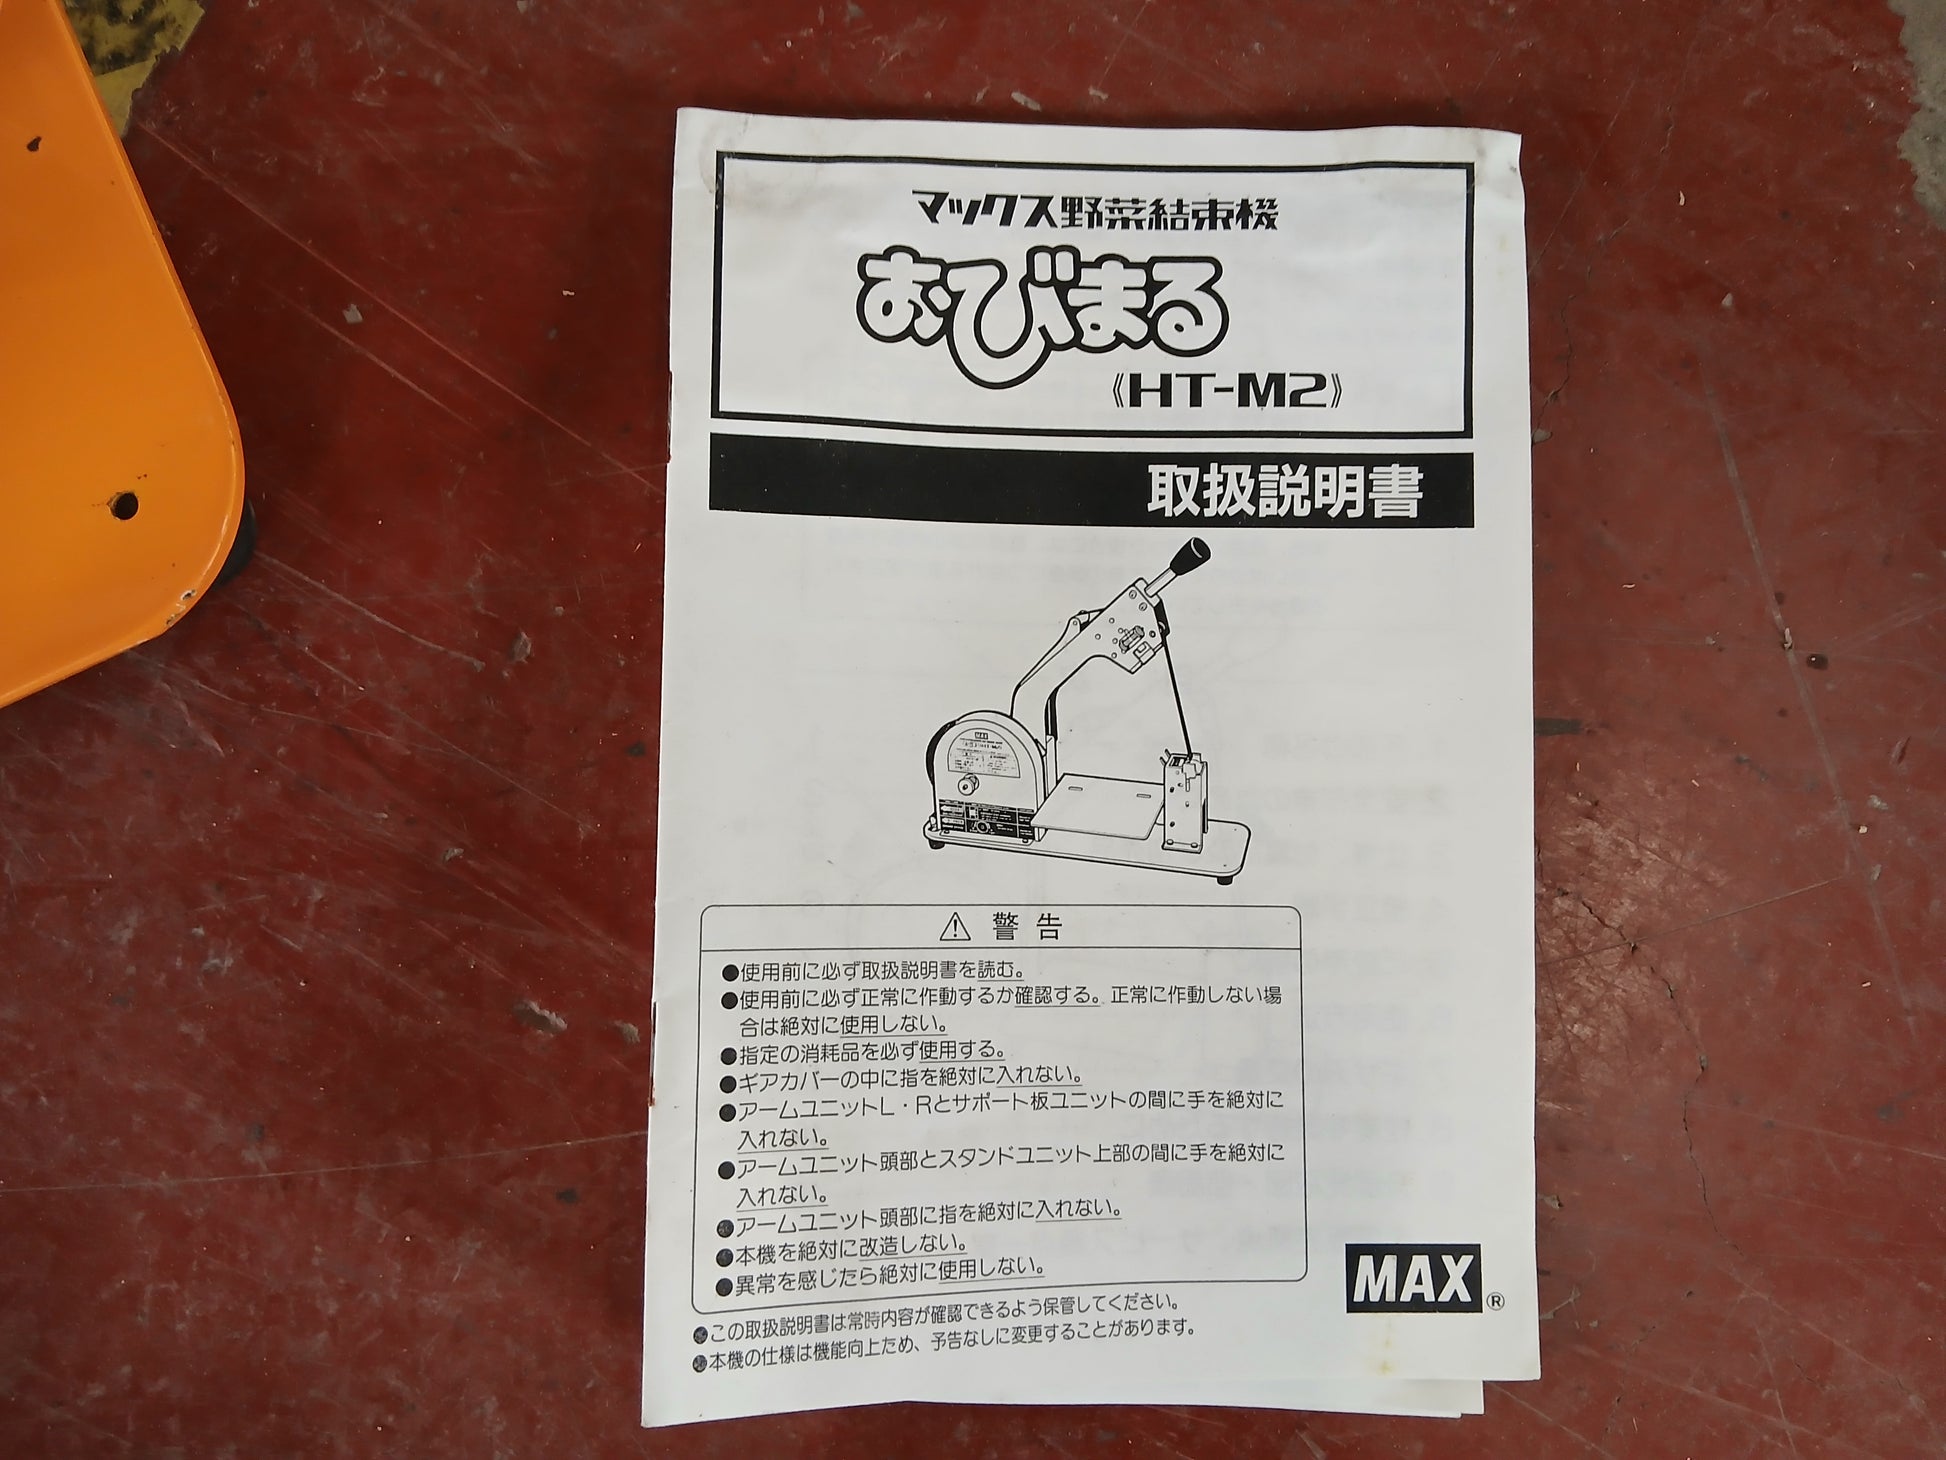 マックス野菜結束機
おびまる
《HT-M2》
取扱説明書
MAX
⚠ 警告
●使用前に必ず取扱説明書を読む。
●使用前に必ず正常に作動するか確認する。正常に作動しない場
合は絶対に使用しない。
●指定の消耗品を必ず使用する。
●ギアカバーの中に指を絶対に入れない。
●アームユニットL・Rとサポート板ユニットの間に手を絶対に
入れない。
●アームユニット頭部とスタンドユニット上部の間に手を絶対に
入れない。
●アームユニット頭部に指を絶対に入れない。
●本機を絶対に改造しない。
●異常を感じたら絶対に使用しない。
●この取扱説明書は常時内容が確認できるよう保管してください。
●本機の仕様は機能向上ため、予告なしに変更することがあります。
MAX®